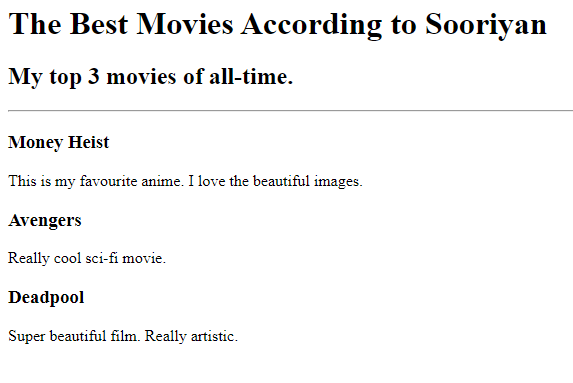 The Best Movies According to Sooriyan
My top 3 movies of all-time.
Money Heist
This is my favourite anime. I love the beautiful images.
Avengers
Really cool sci-fi movie.
Deadpool
Super beautiful film. Really artistic.